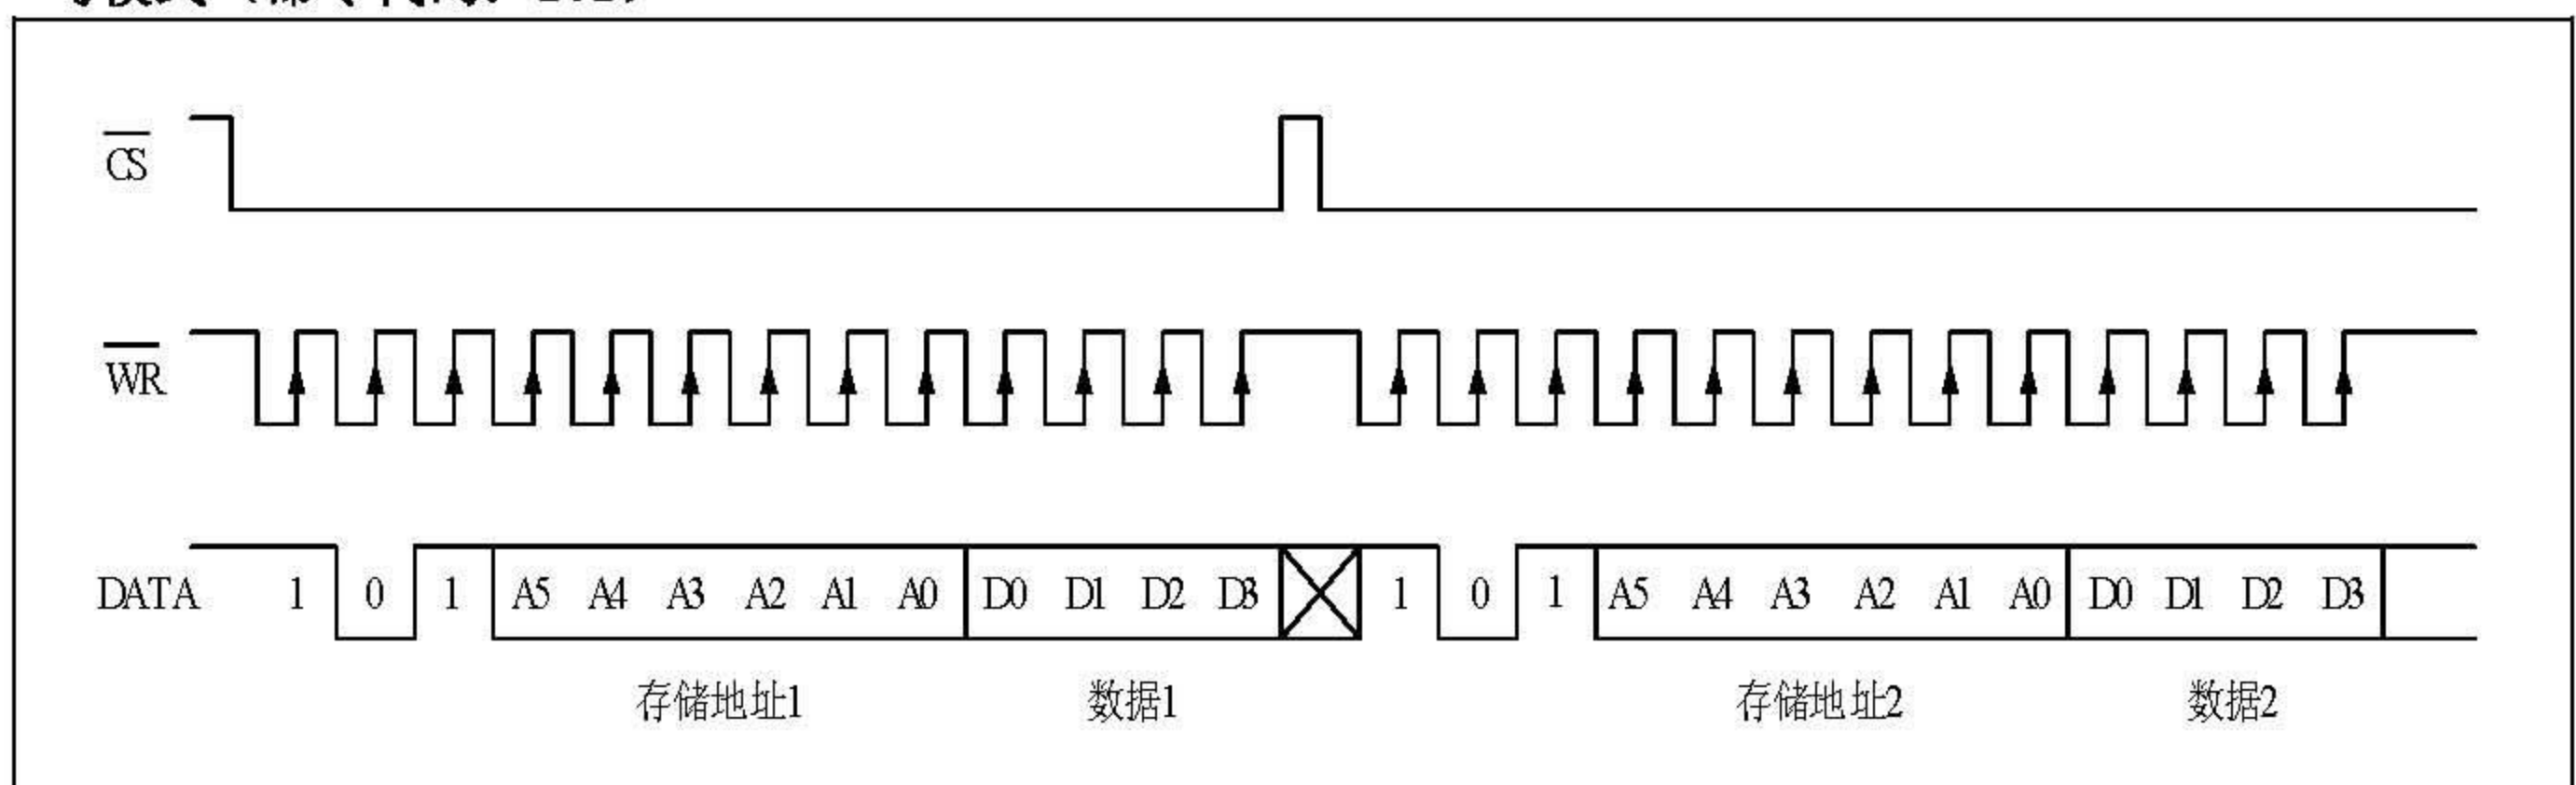 CS
WR
DATA 1 0 1 A5 A4 A3 A2 A1 A0 D0 D1 D2 D3 1 0 1 A5 A4 A3 A2 A1 A0 D0 D1 D2 D3
存储地址1 数据1 存储地址2 数据2